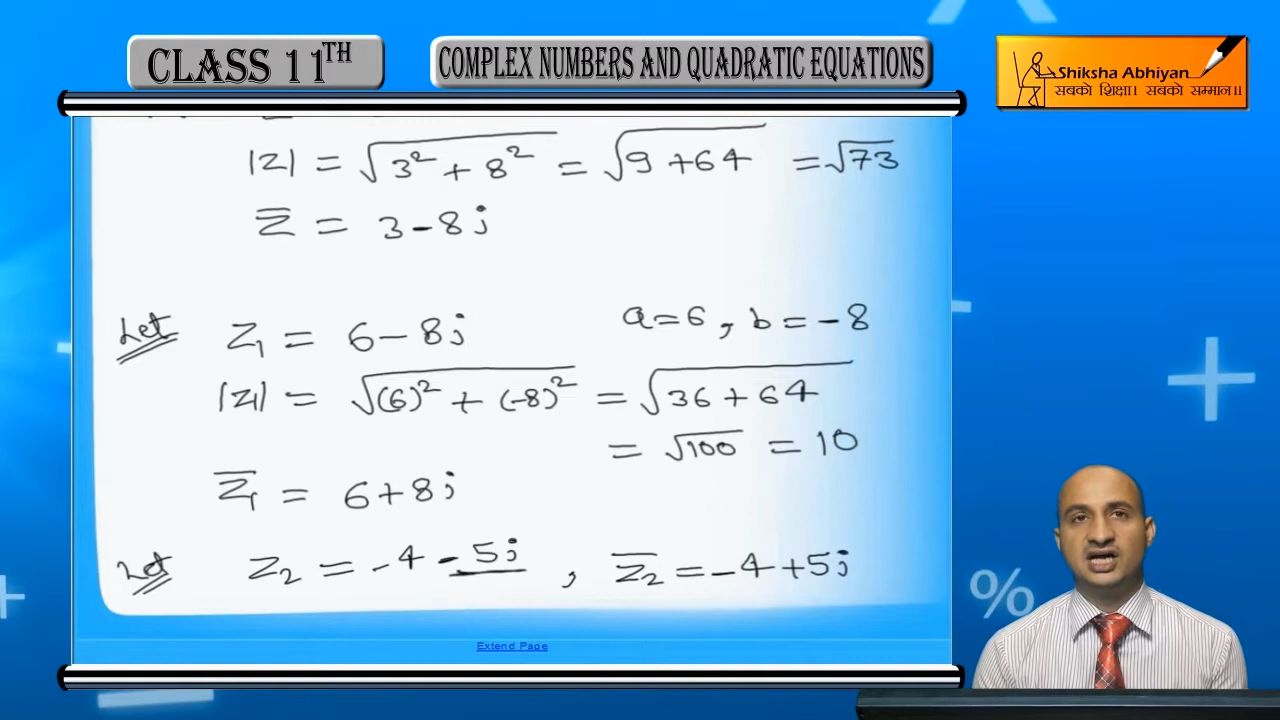 CLASS 11TH
COMPLEX NUMBERS AND QUADRATIC EQUATIONS
Shiksha Abhiyan
सबको शिक्षा। सबको सम्मान।।
|Z| = √3² + 8² = √9 + 64 = √73
Z̅ = 3 - 8i
Let Z₁ = 6 - 8i a = 6, b = -8
|Z₁| = √(6)² + (-8)² = √36 + 64
= √100 = 10
Z̅₁ = 6 + 8i
Let Z₂ = -4 - 5i , Z̅₂ = -4 + 5i
Extend Page
%